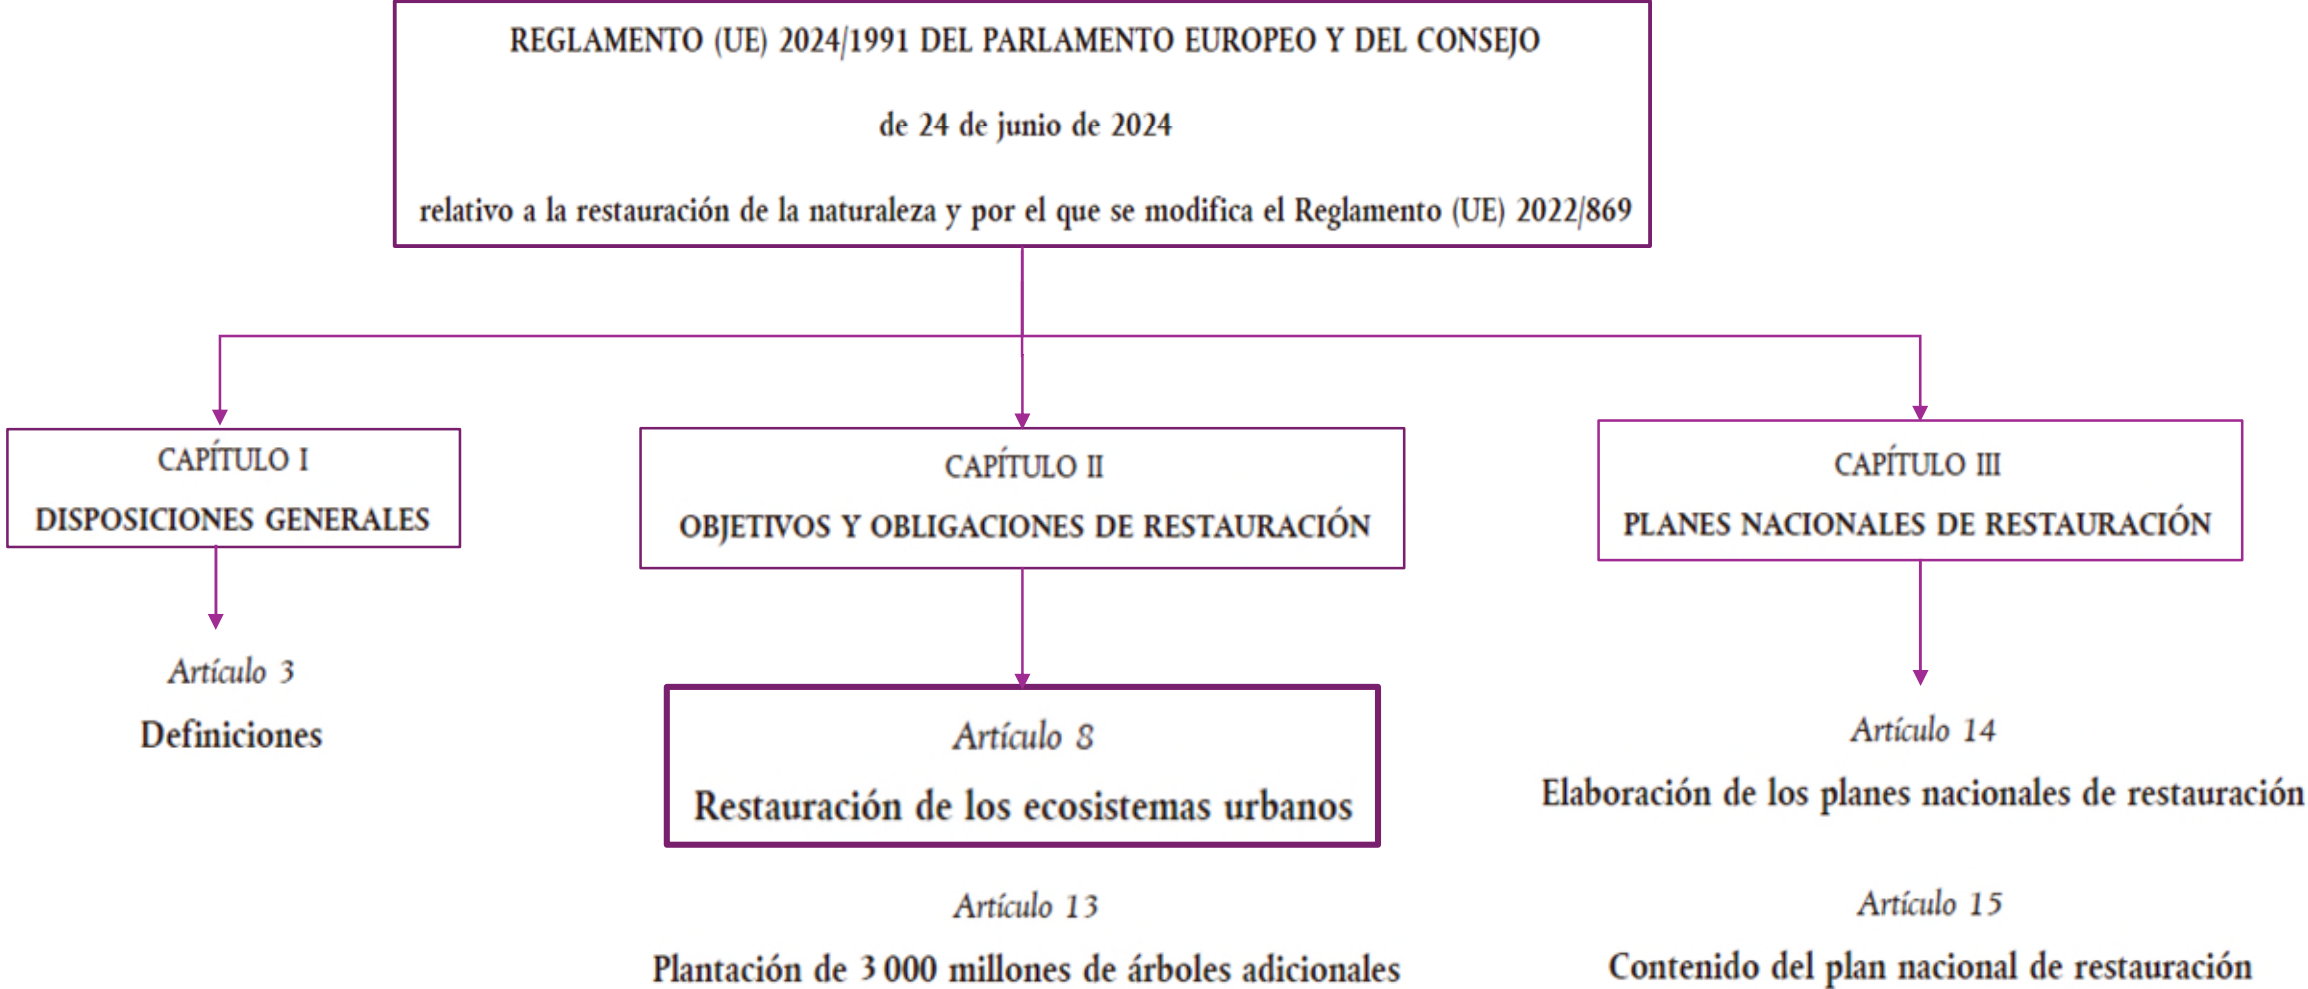 REGLAMENTO (UE) 2024/1991 DEL PARLAMENTO EUROPEO Y DEL CONSEJO
de 24 de junio de 2024
relativo a la restauración de la naturaleza y por el que se modifica el Reglamento (UE) 2022/869
CAPÍTULO I
DISPOSICIONES GENERALES
Artículo 3
Definiciones
CAPÍTULO II
OBJETIVOS Y OBLIGACIONES DE RESTAURACIÓN
Artículo 8
Restauración de los ecosistemas urbanos
Artículo 13
Plantación de 3 000 millones de árboles adicionales
CAPÍTULO III
PLANES NACIONALES DE RESTAURACIÓN
Artículo 14
Elaboración de los planes nacionales de restauración
Artículo 15
Contenido del plan nacional de restauración